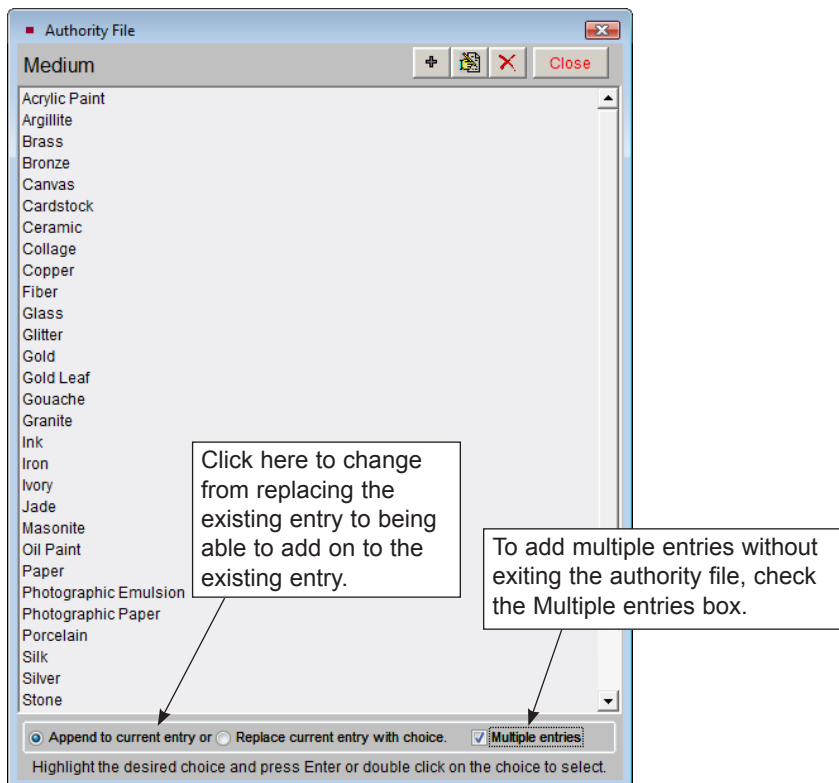 Authority File
Medium
Close
Acrylic Paint
Argillite
Brass
Bronze
Canvas
Cardstock
Ceramic
Collage
Copper
Fiber
Glass
Glitter
Gold
Gold Leaf
Gouache
Granite
Ink
Iron
Ivory
Jade
Masonite
Oil Paint
Paper
Photographic Emulsion
Photographic Paper
Porcelain
Silk
Silver
Stone
Click here to change
from replacing the
existing entry to being
able to add on to the
existing entry.
To add multiple entries without
exiting the authority file, check
the Multiple entries box.
Append to current entry or Replace current entry with choice. Multiple entries
Highlight the desired choice and press Enter or double click on the choice to select.